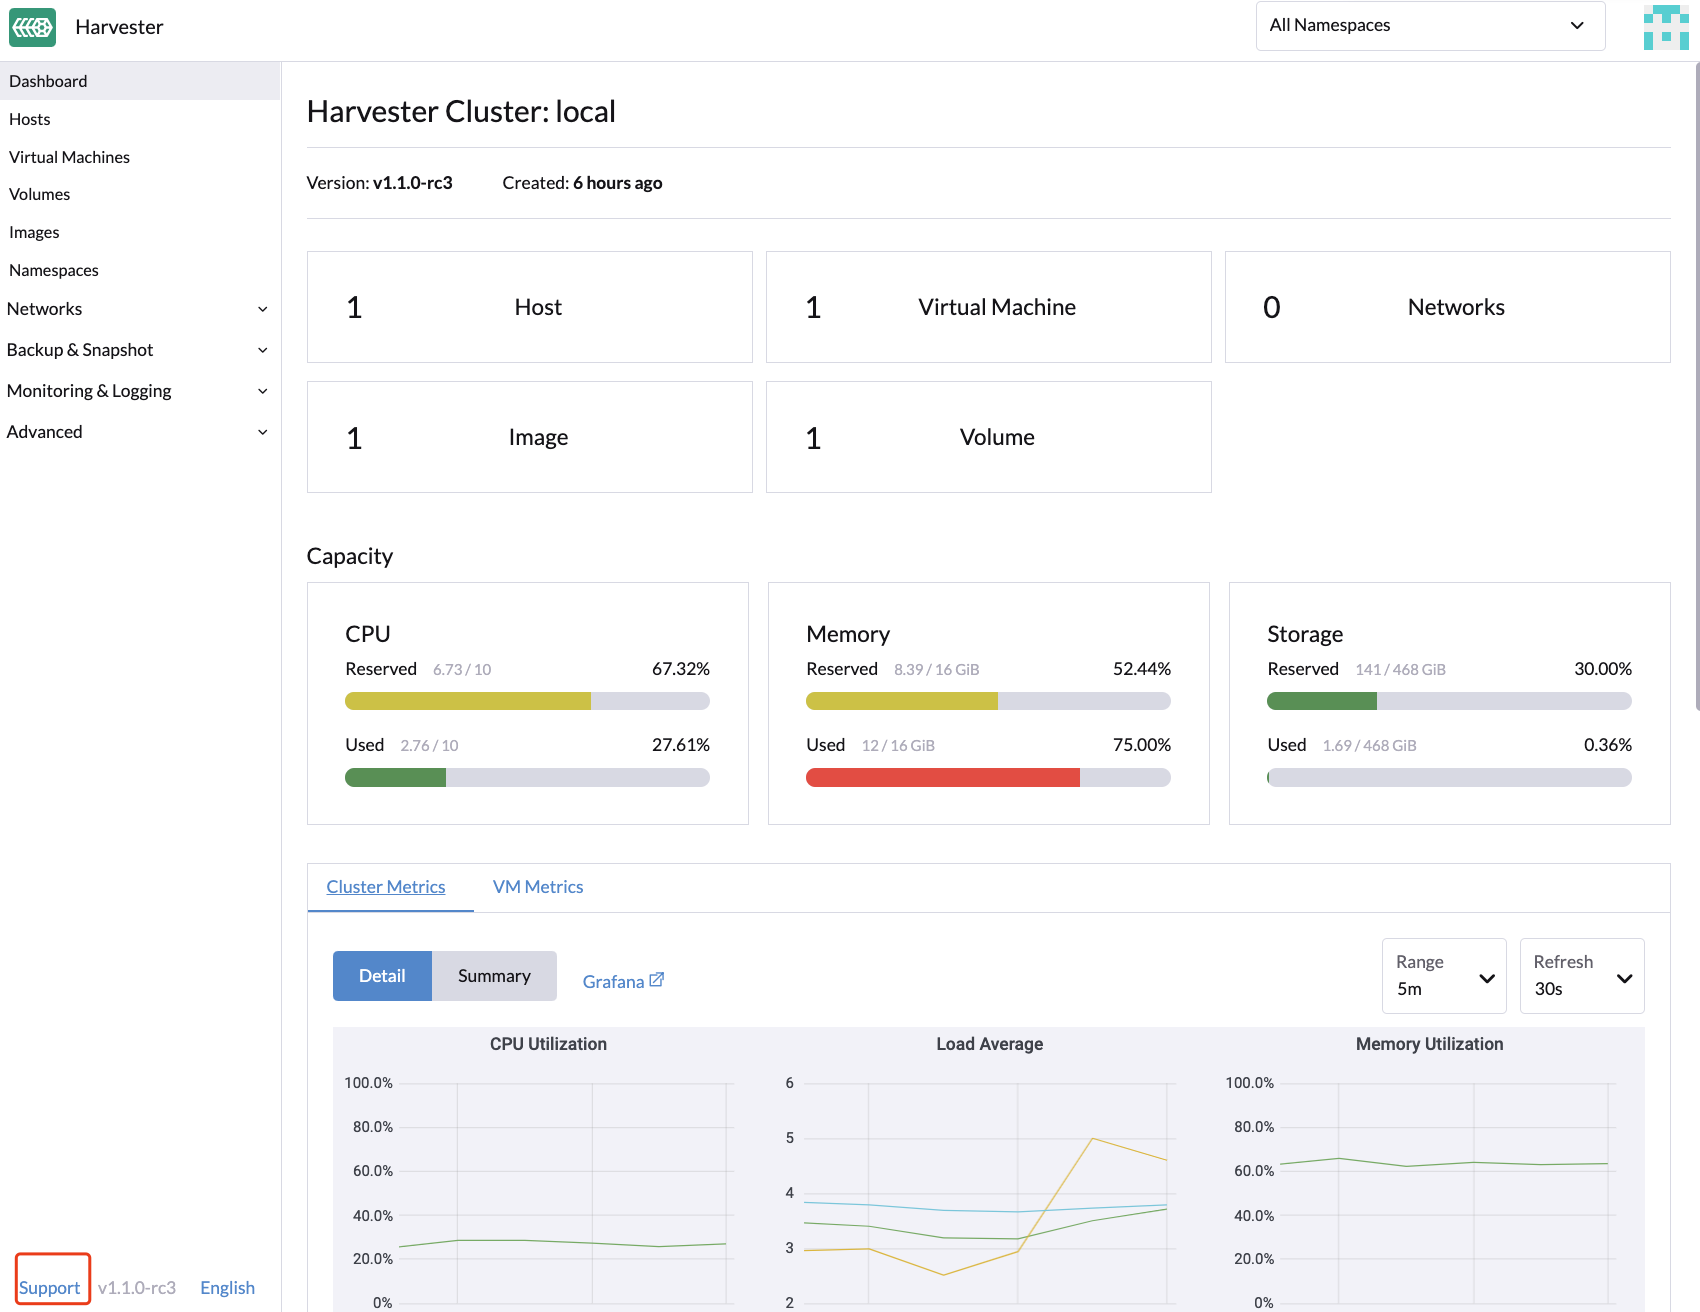 Harvester
All Namespaces
Dashboard
Hosts
Virtual Machines
Volumes
Images
Namespaces
Networks
Backup & Snapshot
Monitoring & Logging
Advanced
Support v1.1.0-rc3 English
Harvester Cluster: local
Version: v1.1.0-rc3 Created: 6 hours ago
1 Host
1 Virtual Machine
0 Networks
1 Image
1 Volume
Capacity
CPU
Reserved 6.73 / 10 67.32%
Used 2.76 / 10 27.61%
Memory
Reserved 8.39 / 16 GiB 52.44%
Used 12 / 16 GiB 75.00%
Storage
Reserved 141 / 468 GiB 30.00%
Used 1.69 / 468 GiB 0.36%
Cluster Metrics VM Metrics
Detail Summary Grafana
Range
5m
Refresh
30s
CPU Utilization
100.0%
80.0%
60.0%
40.0%
20.0%
0%
Load Average
6
5
4
3
2
Memory Utilization
100.0%
80.0%
60.0%
40.0%
20.0%
0%